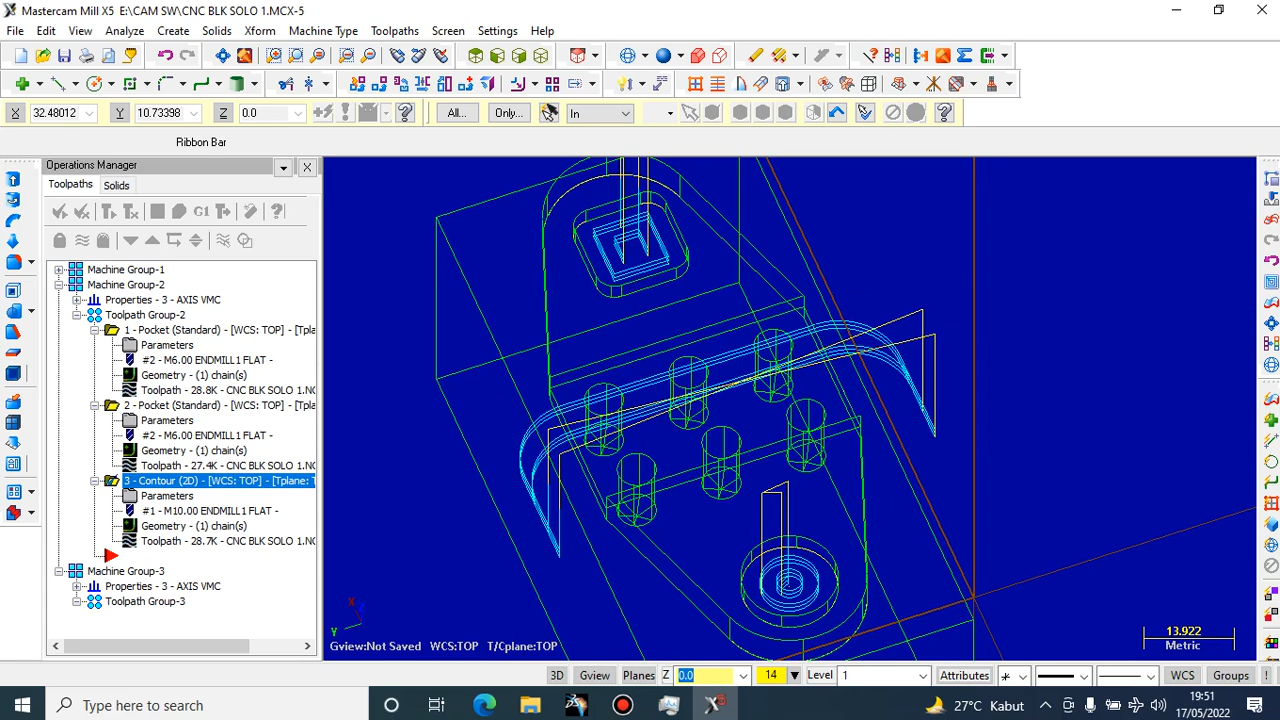 Mastercam Mill X5 E:\CAM SW\CNC BLK SOLO 1.MCX-5
File Edit View Analyze Create Solids Xform Machine Type Toolpaths Screen Settings Help
X 32.48012 Y 10.73398 Z 0.0 All... Only... In
Ribbon Bar
Operations Manager
Toolpaths Solids
G1
Machine Group-1
Machine Group-2
Properties - 3 - AXIS VMC
Toolpath Group-2
1 - Pocket (Standard) - [WCS: TOP] - [Tpla
Parameters
#2 - M6.00 ENDMILL1 FLAT -
Geometry - (1) chain(s)
Toolpath - 28.8K - CNC BLK SOLO 1.NC
2 - Pocket (Standard) - [WCS: TOP] - [Tpla
Parameters
#2 - M6.00 ENDMILL1 FLAT -
Geometry - (1) chain(s)
Toolpath - 27.4K - CNC BLK SOLO 1.NC
3 - Contour (2D) - [WCS: TOP] - [Tplane: T
Parameters
#1 - M10.00 ENDMILL1 FLAT -
Geometry - (1) chain(s)
Toolpath - 28.7K - CNC BLK SOLO 1.NC
Machine Group-3
Properties - 3 - AXIS VMC
Toolpath Group-3
X
Z
Y
Gview:Not Saved WCS:TOP T/Cplane:TOP
13.922
Metric
3D Gview Planes Z 0.0 14 Level 1 Attributes WCS Groups !
Type here to search
27°C Kabut
19:51
17/05/2022